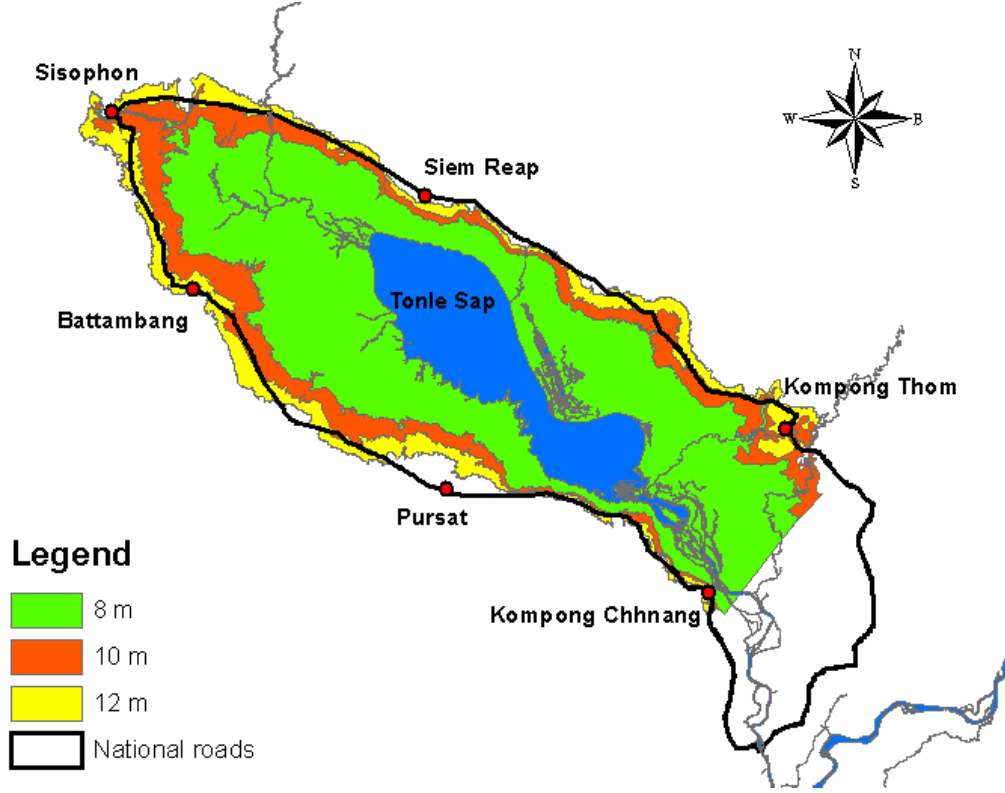 N
Sisophon
W
B
Siem Reap
S
Tonle Sap
Battambang
Kompong Thom
Pursat
Legend
8 m
Kompong Chhnang
10 m
12 m
National roads